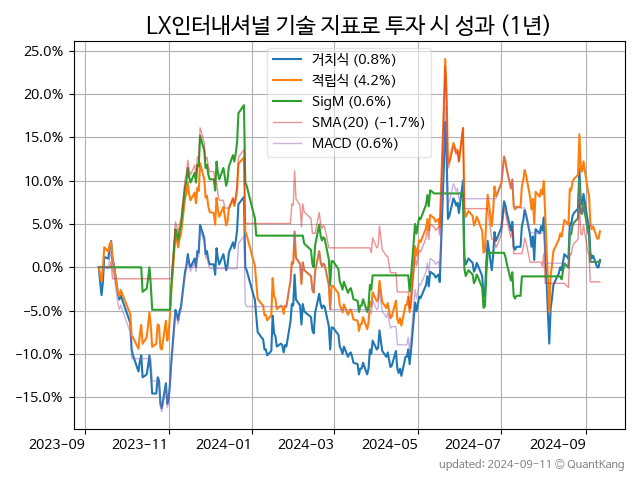 LX인터내셔널 기술 지표로 투자 시 성과 (1년)
25.0%
20.0%
15.0%
10.0%
5.0%
0.0%
−5.0%
−10.0%
−15.0%
거치식 (0.8%)
적립식 (4.2%)
SigM (0.6%)
SMA(20) (−1.7%)
MACD (0.6%)
2023-09 2023-11 2024-01 2024-03 2024-05 2024-07 2024-09
updated: 2024-09-11 © QuantKang